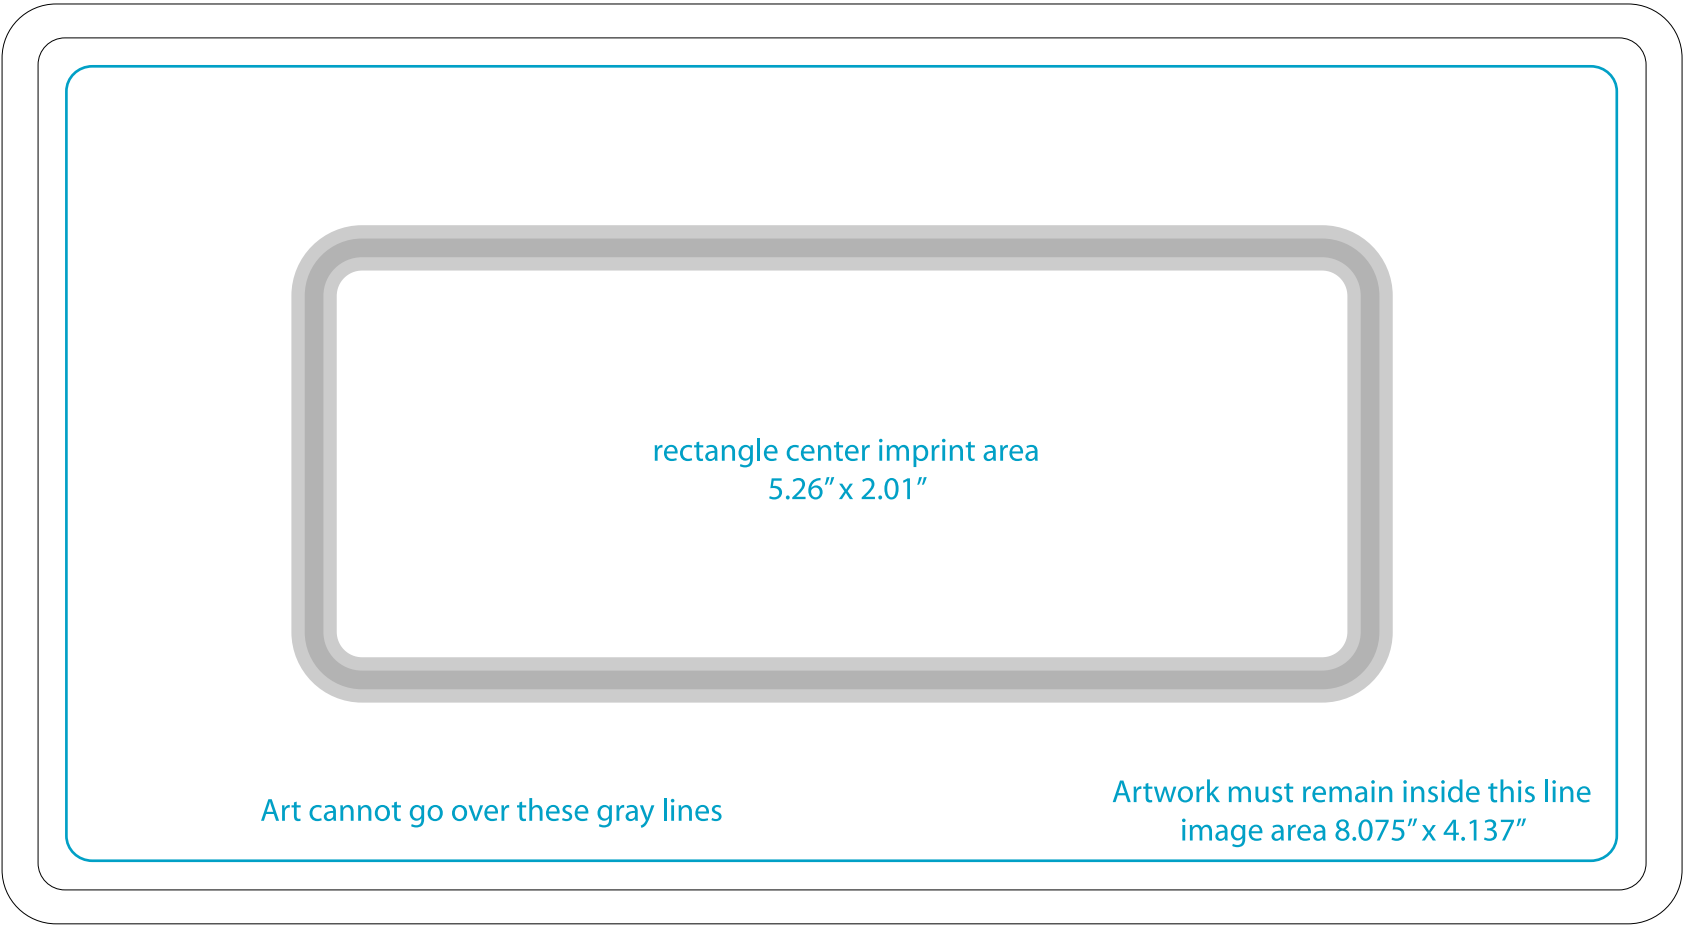 rectangle center imprint area
5.26” x 2.01”
Art cannot go over these gray lines
Artwork must remain inside this line
image area 8.075” x 4.137”